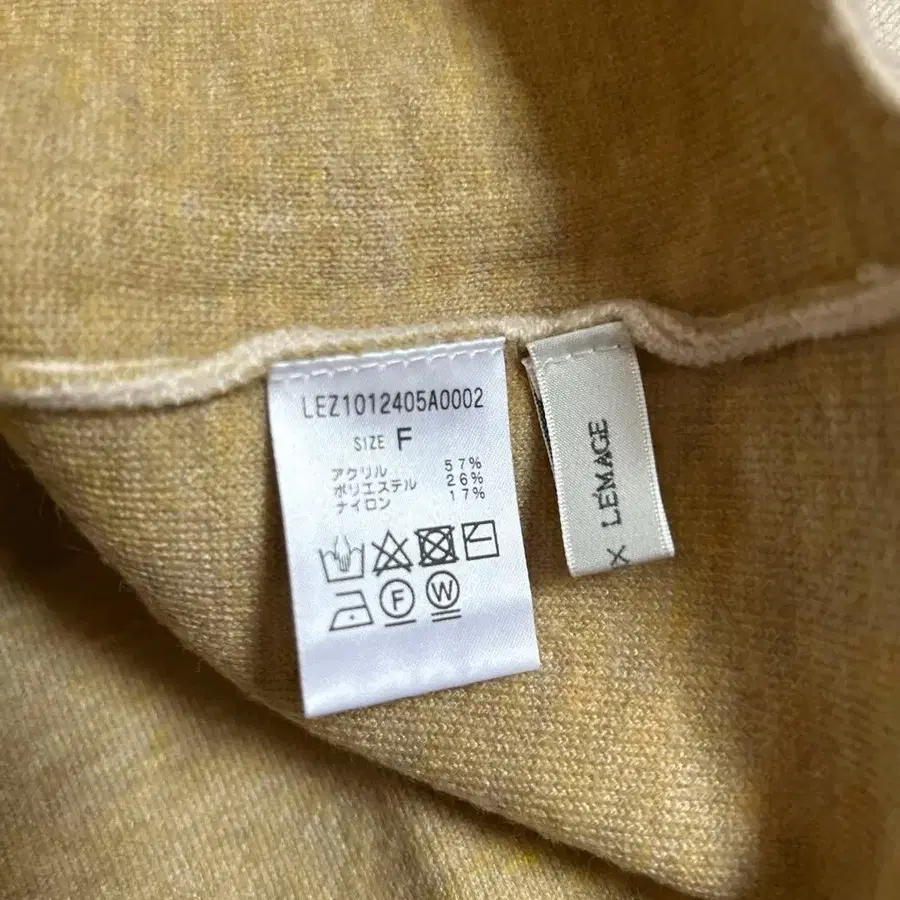 LEZ1012405A0002
SIZE F
アクリル 57%
ポリエステル 26%
ナイロン 17%
F W
× LÉMAGE